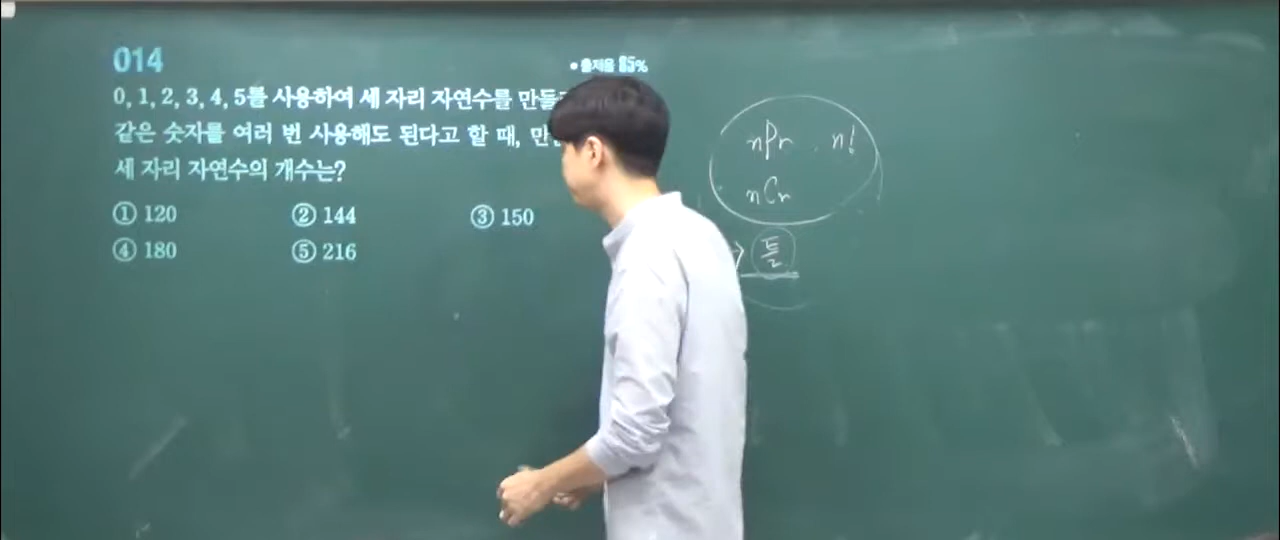 014
출제율 85%
0, 1, 2, 3, 4, 5를 사용하여 세 자리 자연수를
같은 숫자를 여러 번 사용해도 된다고 할 때,
세 자리 자연수의 개수는?
① 120 ② 144 ③ 150
④ 180 ⑤ 216
nPr . n!
nCr